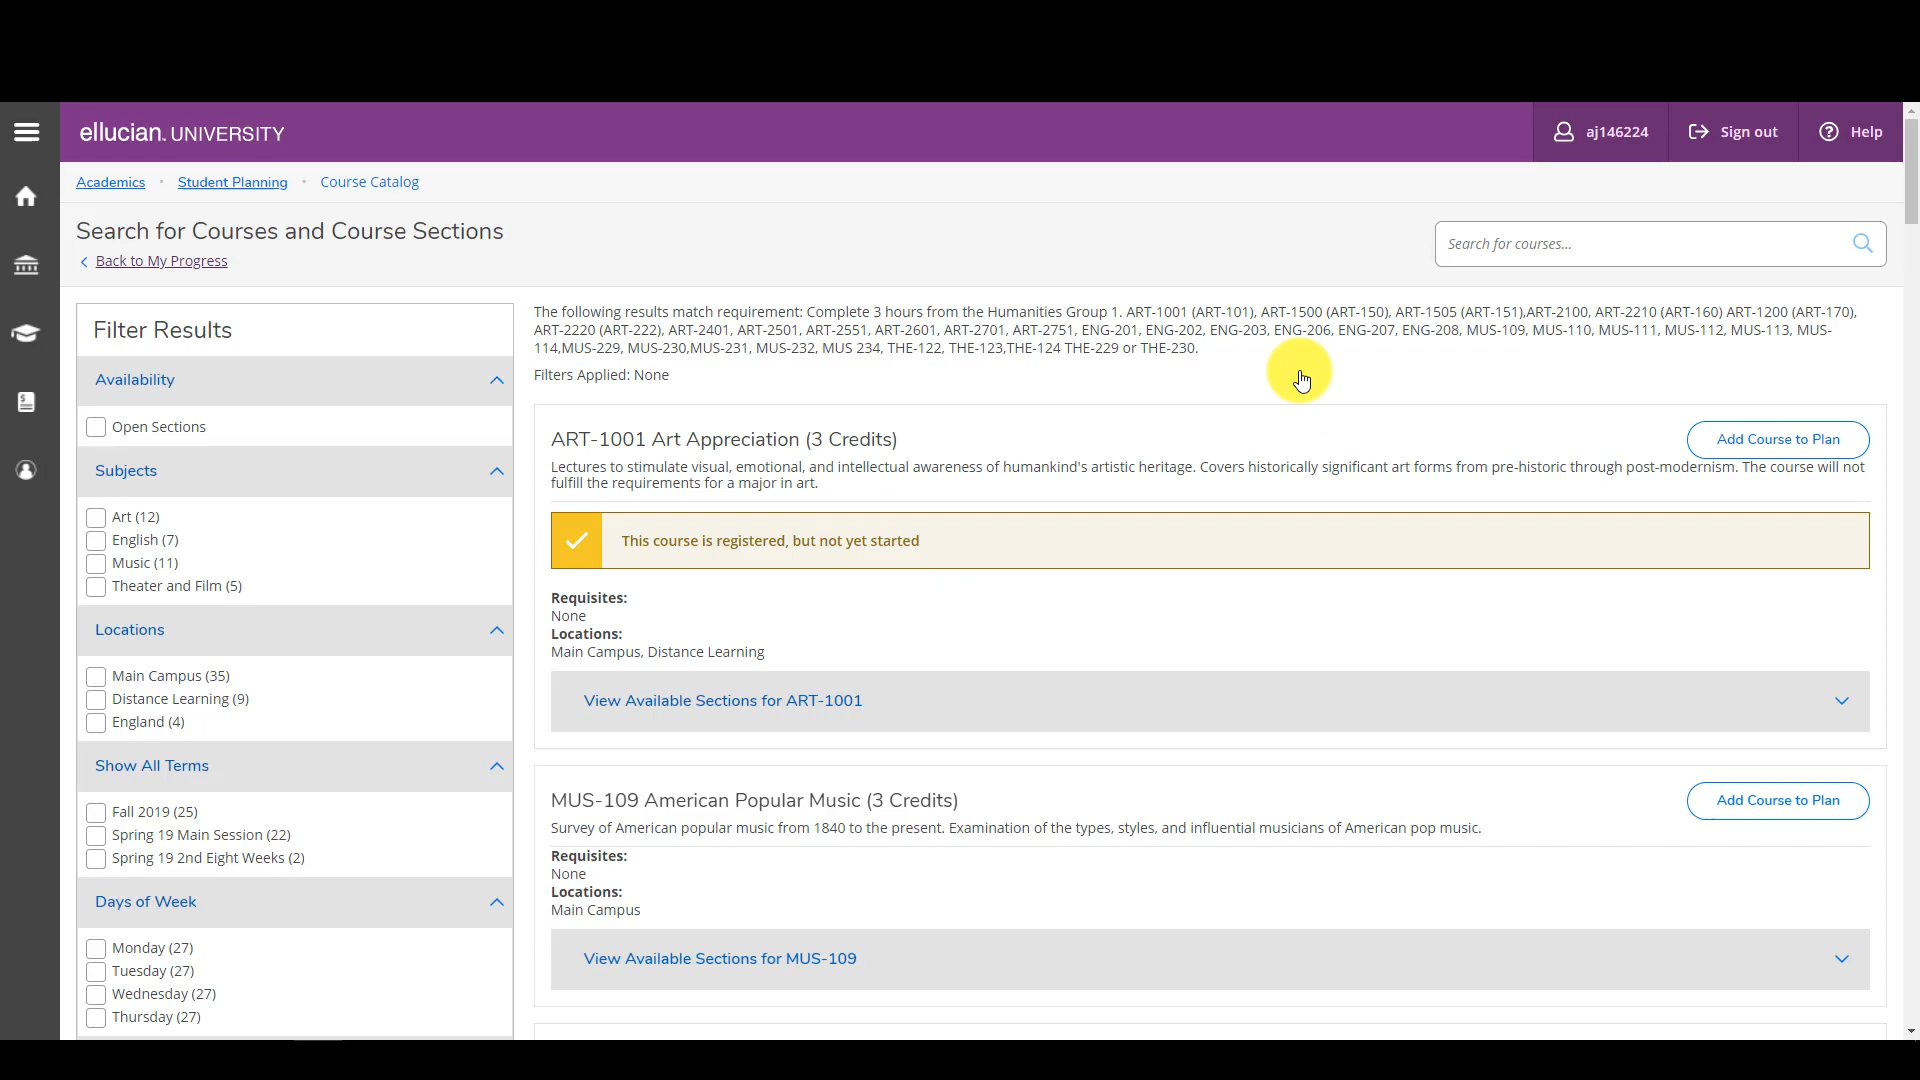 ellucian. UNIVERSITY
aj146224
Sign out
Help
Academics · Student Planning · Course Catalog
Search for Courses and Course Sections
Search for courses...
Back to My Progress
Filter Results
Availability
Open Sections
Subjects
Art (12)
English (7)
Music (11)
Theater and Film (5)
Locations
Main Campus (35)
Distance Learning (9)
England (4)
Show All Terms
Fall 2019 (25)
Spring 19 Main Session (22)
Spring 19 2nd Eight Weeks (2)
Days of Week
Monday (27)
Tuesday (27)
Wednesday (27)
Thursday (27)
The following results match requirement: Complete 3 hours from the Humanities Group 1. ART-1001 (ART-101), ART-1500 (ART-150), ART-1505 (ART-151),ART-2100, ART-2210 (ART-160) ART-1200 (ART-170),
ART-2220 (ART-222), ART-2401, ART-2501, ART-2551, ART-2601, ART-2701, ART-2751, ENG-201, ENG-202, ENG-203, ENG-206, ENG-207, ENG-208, MUS-109, MUS-110, MUS-111, MUS-112, MUS-113, MUS-
114,MUS-229, MUS-230,MUS-231, MUS-232, MUS 234, THE-122, THE-123,THE-124 THE-229 or THE-230.
Filters Applied: None
ART-1001 Art Appreciation (3 Credits)
Add Course to Plan
Lectures to stimulate visual, emotional, and intellectual awareness of humankind's artistic heritage. Covers historically significant art forms from pre-historic through post-modernism. The course will not
fulfill the requirements for a major in art.
This course is registered, but not yet started
Requisites:
None
Locations:
Main Campus, Distance Learning
View Available Sections for ART-1001
MUS-109 American Popular Music (3 Credits)
Add Course to Plan
Survey of American popular music from 1840 to the present. Examination of the types, styles, and influential musicians of American pop music.
Requisites:
None
Locations:
Main Campus
View Available Sections for MUS-109